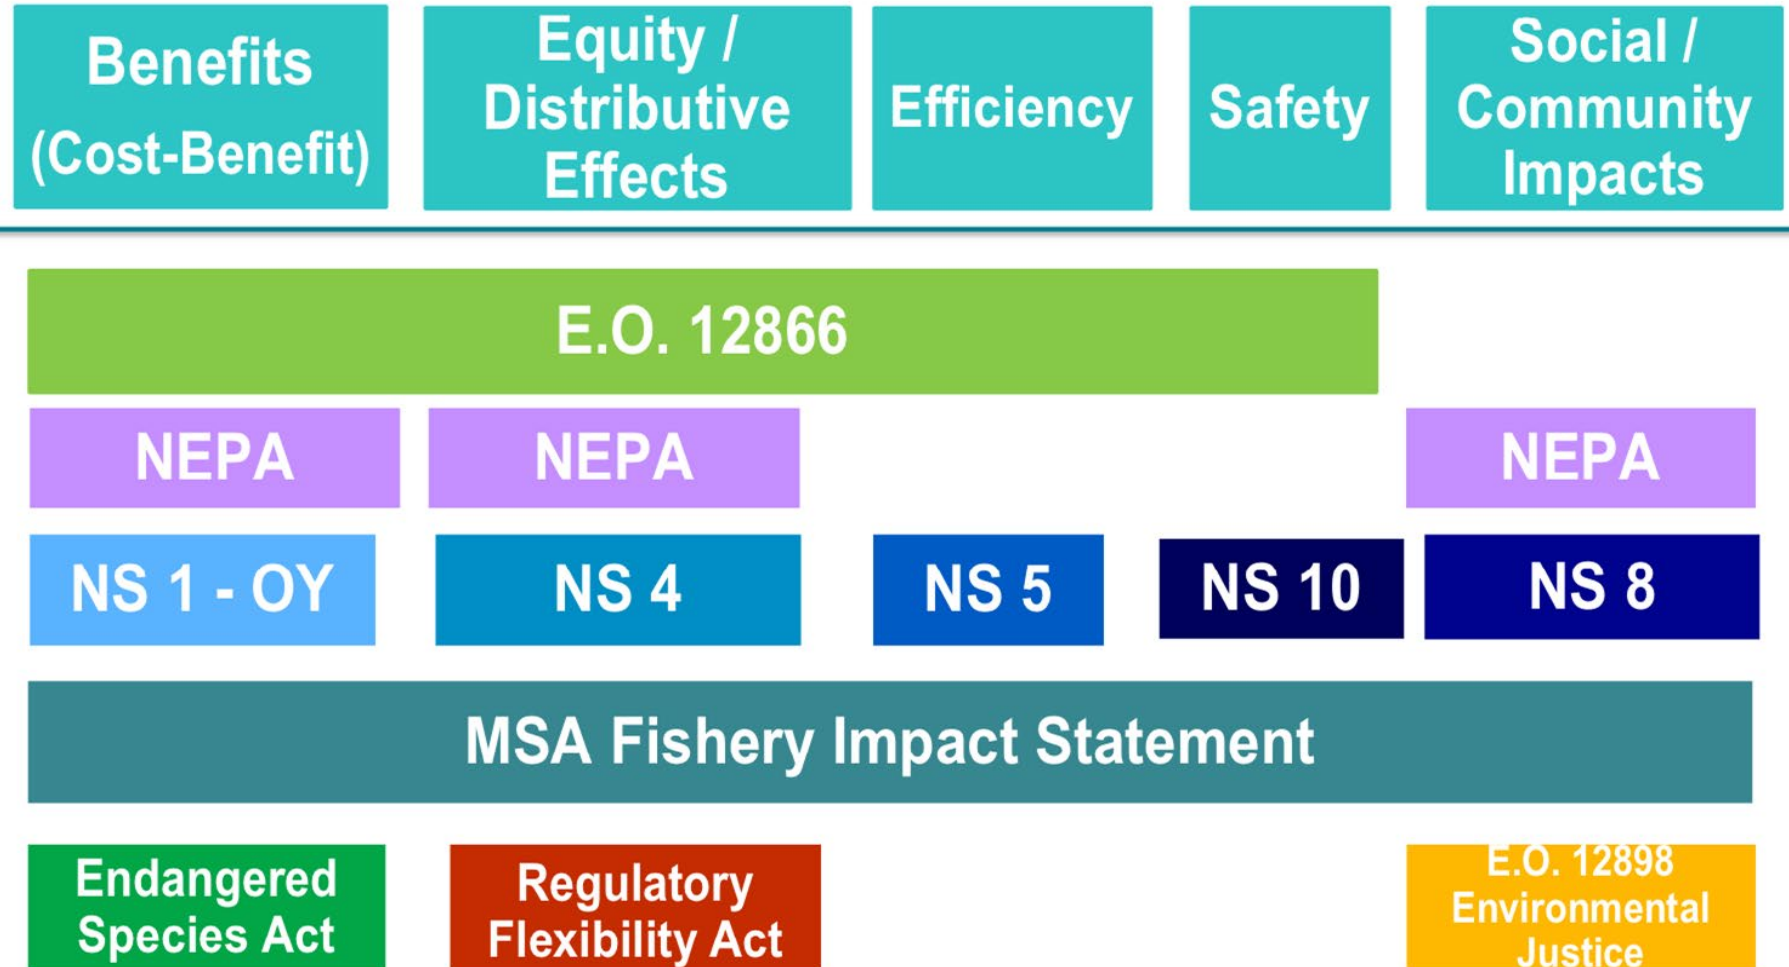 Benefits
(Cost-Benefit)
Equity /
Distributive
Effects
Efficiency
Safety
Social /
Community
Impacts
E.O. 12866
NEPA
NEPA
NEPA
NS 1 - OY
NS 4
NS 5
NS 10
NS 8
MSA Fishery Impact Statement
Endangered
Species Act
Regulatory
Flexibility Act
E.O. 12898
Environmental
Justice